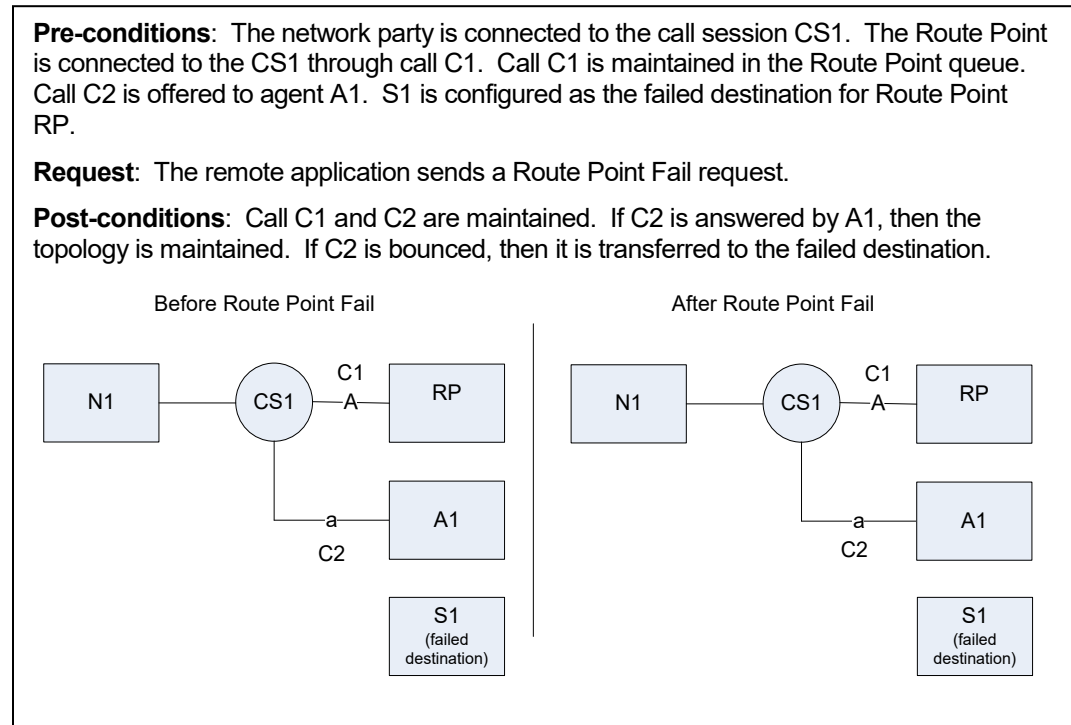 Pre-conditions: The network party is connected to the call session CS1. The Route Point
is connected to the CS1 through call C1. Call C1 is maintained in the Route Point queue.
Call C2 is offered to agent A1. S1 is configured as the failed destination for Route Point
RP.
Request: The remote application sends a Route Point Fail request.
Post-conditions: Call C1 and C2 are maintained. If C2 is answered by A1, then the
topology is maintained. If C2 is bounced, then it is transferred to the failed destination.
Before Route Point Fail
C1
N1
CS1
A
RP
a
A1
C2
S1
(failed
destination)
After Route Point Fail
C1
N1
CS1
A
RP
a
A1
C2
S1
(failed
destination)